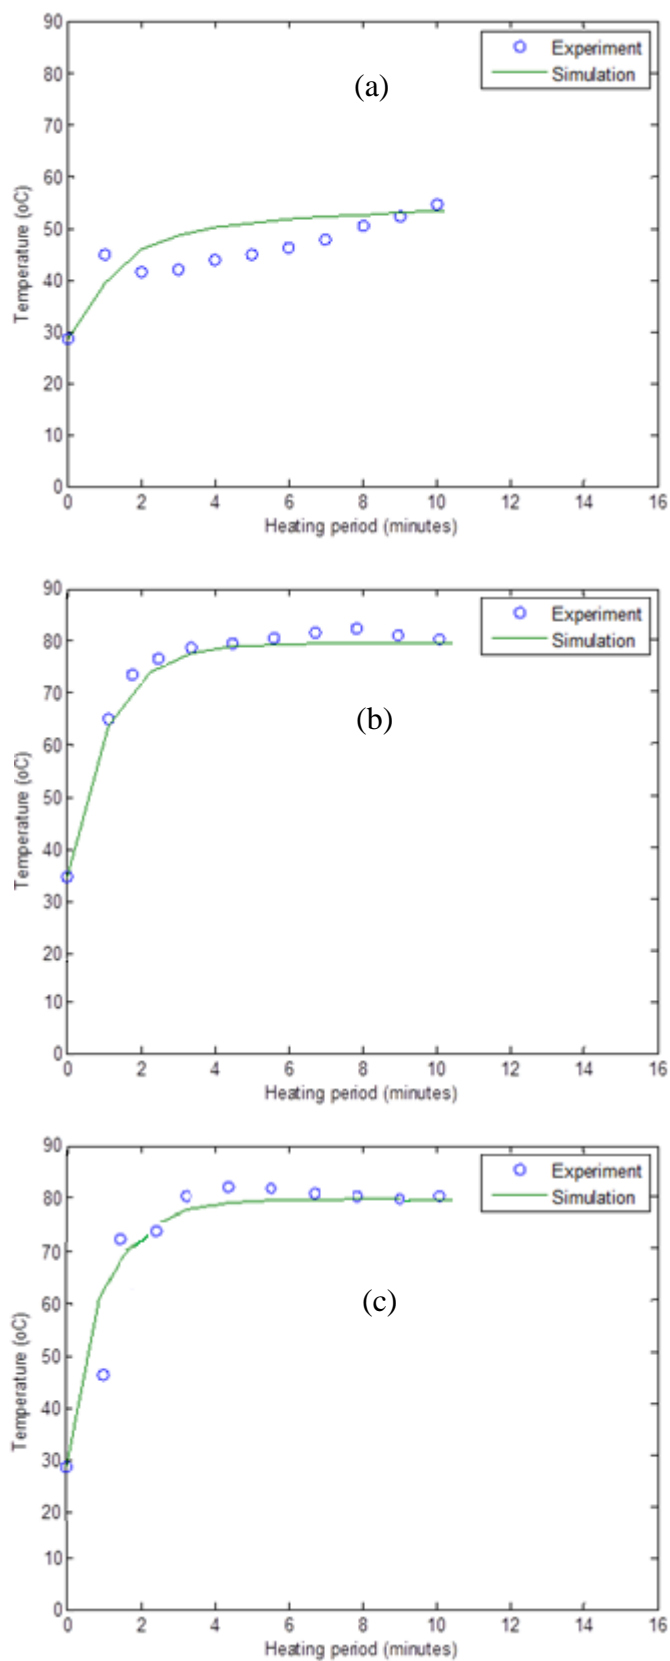 90
80
70
60
50
40
30
20
10
0
Temperature (oC)
Experiment
Simulation
(a)
0 2 4 6 8 10 12 14 16
Heating period (minutes)
90
80
70
60
50
40
30
20
10
0
Temperature (oC)
Experiment
Simulation
(b)
0 2 4 6 8 10 12 14 16
Heating period (minutes)
90
80
70
60
50
40
30
20
10
0
Temperature (oC)
Experiment
Simulation
(c)
0 2 4 6 8 10 12 14 16
Heating period (minutes)